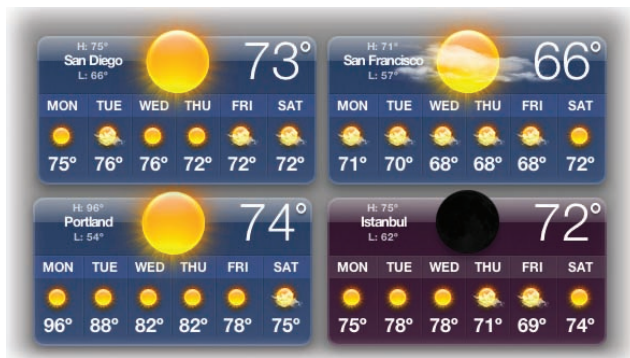 H: 75°
San Diego
L: 66°
73°
MON TUE WED THU FRI SAT
75° 76° 76° 72° 72° 72°
H: 71°
San Francisco
L: 57°
66°
MON TUE WED THU FRI SAT
71° 70° 68° 68° 68° 72°
H: 96°
Portland
L: 54°
74°
MON TUE WED THU FRI SAT
96° 88° 82° 82° 78° 75°
H: 75°
Istanbul
L: 62°
72°
MON TUE WED THU FRI SAT
75° 78° 78° 71° 69° 74°